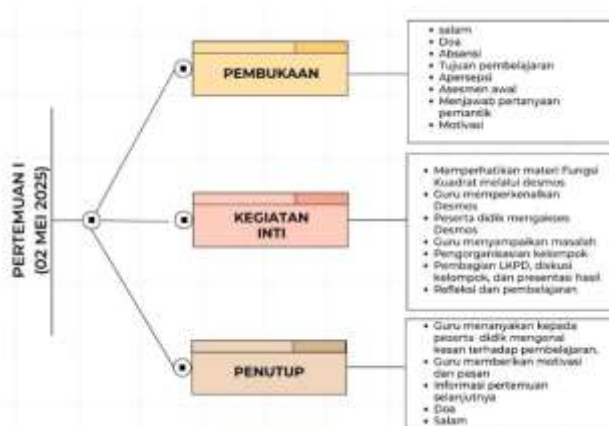 PERTEMUAN I
(02 MEI 2025)
PEMBUKAAN
• salam
• Doa
• Absensi
• Tujuan pembelajaran
• Apersepsi
• Asesmen awal
• Menjawab pertanyaan
pemantik
• Motivasi
KEGIATAN
INTI
• Memperhatikan materi Fungsi
Kuadrat melalui desmos
• Guru memperkenalkan
Desmos
• Peserta didik mengakses
Desmos
• Guru menyampaikan masalah
• Pengorganisasian kelompok
• Pembagian LKPD, diskusi
kelompok, dan presentasi hasil
• Refleksi dan pembelajaran
PENUTUP
• Guru menanyakan kepada
peserta didik mengenai
kesan terhadap pembelajaran.
• Guru memberikan motivasi
dan pesan
• Informasi pertemuan
selanjutnya
• Doa
• Salam